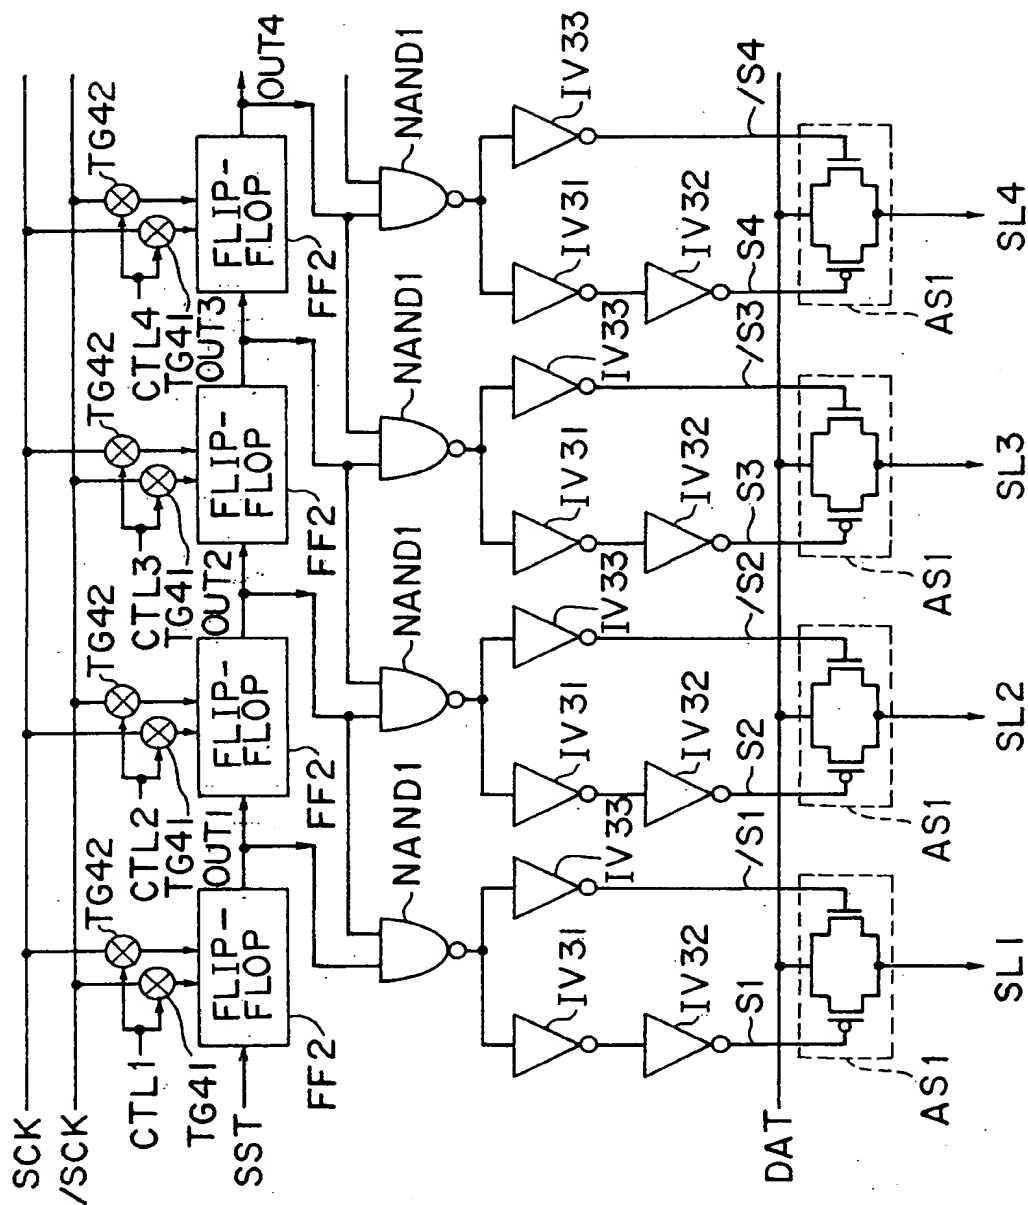 SCK
/SCK
TG42 TG42 TG42 TG42
CTL1 CTL2 CTL3 CTL4
TG41 TG41 TG41 TG41
OUT1 OUT2 OUT3
FLIP- FLIP- FLIP- FLIP-
SST FLOP FLOP FLOP FLOP OUT4
FF2 FF2 FF2 FF2
NAND1 NAND1 NAND1 NAND1
IV31 IV33 IV31 IV33 IV31 IV33 IV31 IV33
IV32 IV32 IV32 IV32
S1 /S1 S2 /S2 S3 /S3 S4 /S4
DAT
AS1 AS1 AS1 AS1
SL1 SL2 SL3 SL4